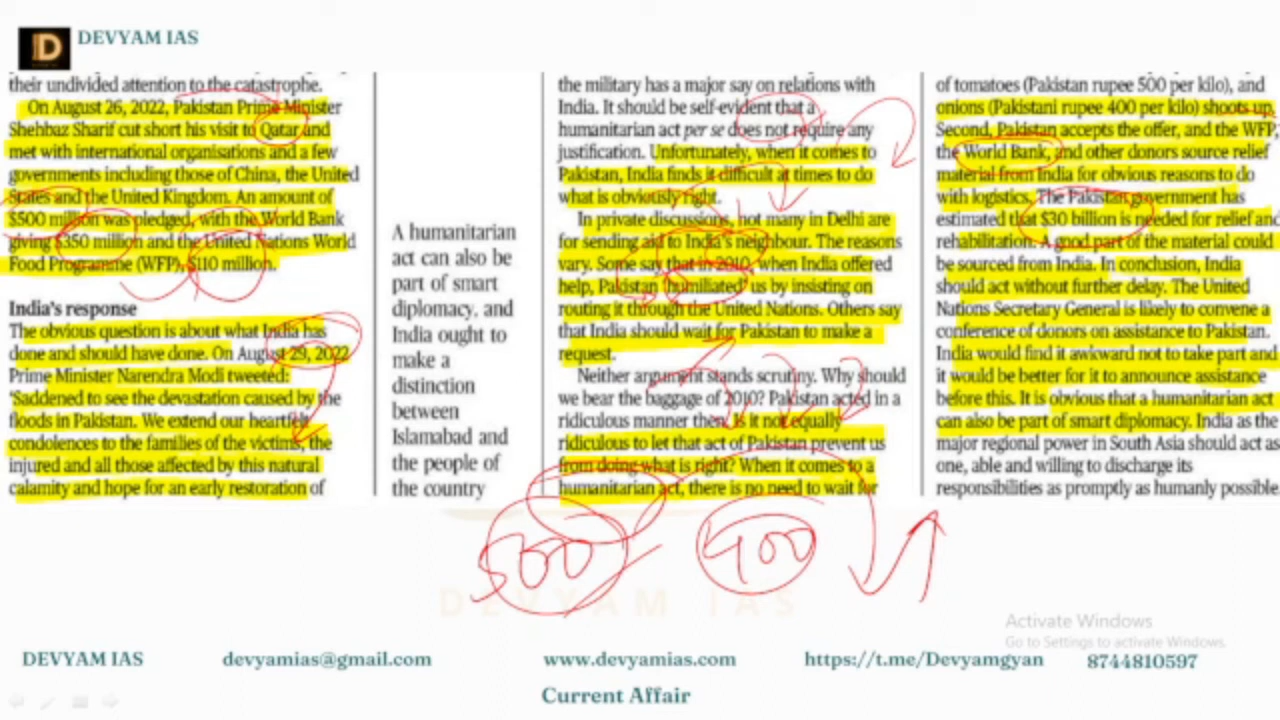 DEVYAM IAS
their undivided attention to the catastrophe.
On August 26, 2022, Pakistan Prime Minister
Shehbaz Sharif cut short his visit to Qatar and
met with international organisations and a few
governments including those of China, the United
States and the United Kingdom. An amount of
$500 million was pledged, with the World Bank
giving $350 million and the United Nations World
Food Programme (WFP), $110 million.
India's response
The obvious question is about what India has
done and should have done. On August 29, 2022
Prime Minister Narendra Modi tweeted:
'Saddened to see the devastation caused by the
floods in Pakistan. We extend our heartfelt
condolences to the families of the victims, the
injured and all those affected by this natural
calamity and hope for an early restoration of
A humanitarian
act can also be
part of smart
diplomacy, and
India ought to
make a
distinction
between
Islamabad and
the people of
the country
the military has a major say on relations with
India. It should be self-evident that a
humanitarian act per se does not require any
justification. Unfortunately, when it comes to
Pakistan, India finds it difficult at times to do
what is obviously right.
In private discussions, not many in Delhi are
for sending aid to India's neighbour. The reasons
vary. Some say that in 2010, when India offered
help, Pakistan 'humiliated' us by insisting on
routing it through the United Nations. Others say
that India should wait for Pakistan to make a
request.
Neither argument stands scrutiny. Why should
we bear the baggage of 2010? Pakistan acted in a
ridiculous manner then. Is it not equally
ridiculous to let that act of Pakistan prevent us
from doing what is right? When it comes to a
humanitarian act, there is no need to wait for
of tomatoes (Pakistan rupee 500 per kilo), and
onions (Pakistani rupee 400 per kilo) shoots up.
Second, Pakistan accepts the offer, and the WFP,
the World Bank, and other donors source relief
material from India for obvious reasons to do
with logistics. The Pakistan government has
estimated that $30 billion is needed for relief and
rehabilitation. A good part of the material could
be sourced from India. In conclusion, India
should act without further delay. The United
Nations Secretary General is likely to convene a
conference of donors on assistance to Pakistan.
India would find it awkward not to take part and
it would be better for it to announce assistance
before this. It is obvious that a humanitarian act
can also be part of smart diplomacy. India as the
major regional power in South Asia should act as
one, able and willing to discharge its
responsibilities as promptly as humanly possible.
500 400
DEVYAM IAS
Activate Windows
Go to Settings to activate Windows.
DEVYAM IAS devyamias@gmail.com www.devyamias.com https://t.me/Devyamgyan 8744810597
Current Affair